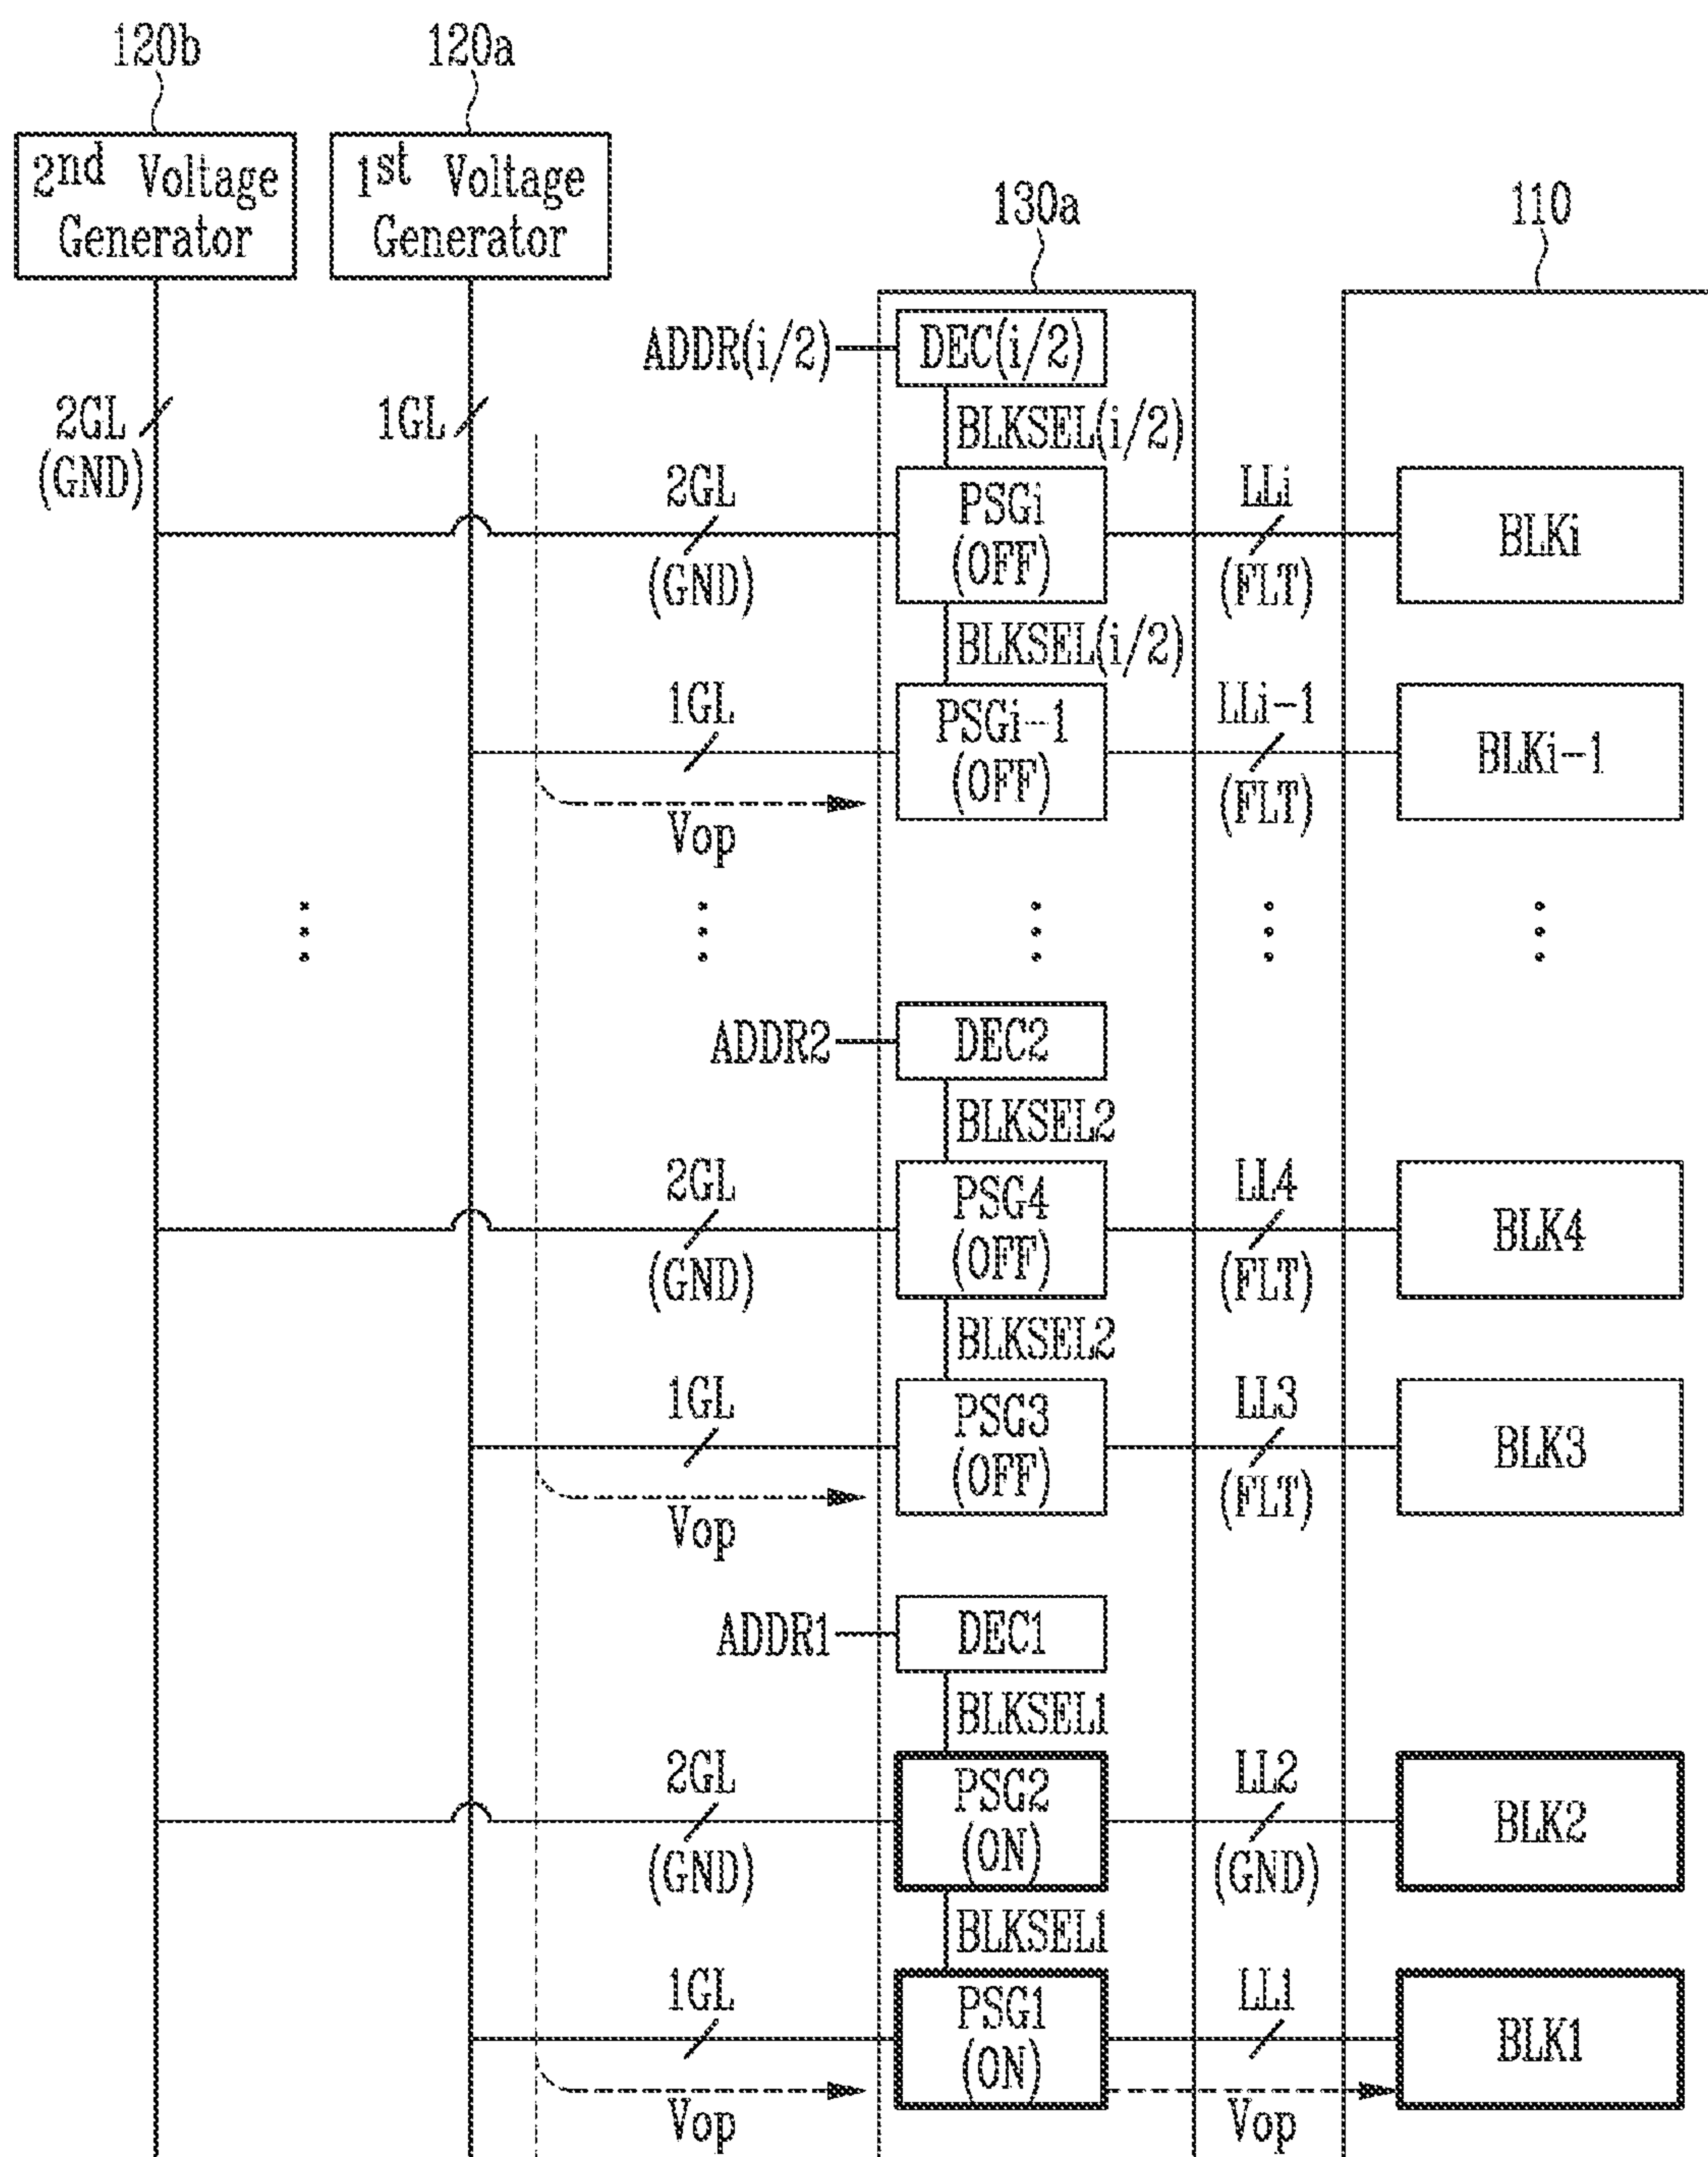 120b
120a
2nd Voltage
Generator
1st Voltage
Generator
130a
110
ADDR(i/2)
DEC(i/2)
2GL
(GND)
1GL
BLKSEL(i/2)
2GL
(GND)
PSGi
(OFF)
LLi
(FLT)
BLKi
BLKSEL(i/2)
1GL
PSGi-1
(OFF)
LLi-1
(FLT)
BLKi-1
Vop
ADDR2
DEC2
BLKSEL2
2GL
(GND)
PSG4
(OFF)
LL4
(FLT)
BLK4
BLKSEL2
1GL
PSG3
(OFF)
LL3
(FLT)
BLK3
Vop
ADDR1
DEC1
BLKSEL1
2GL
(GND)
PSG2
(ON)
LL2
(GND)
BLK2
BLKSEL1
1GL
PSG1
(ON)
LL1
BLK1
Vop
Vop